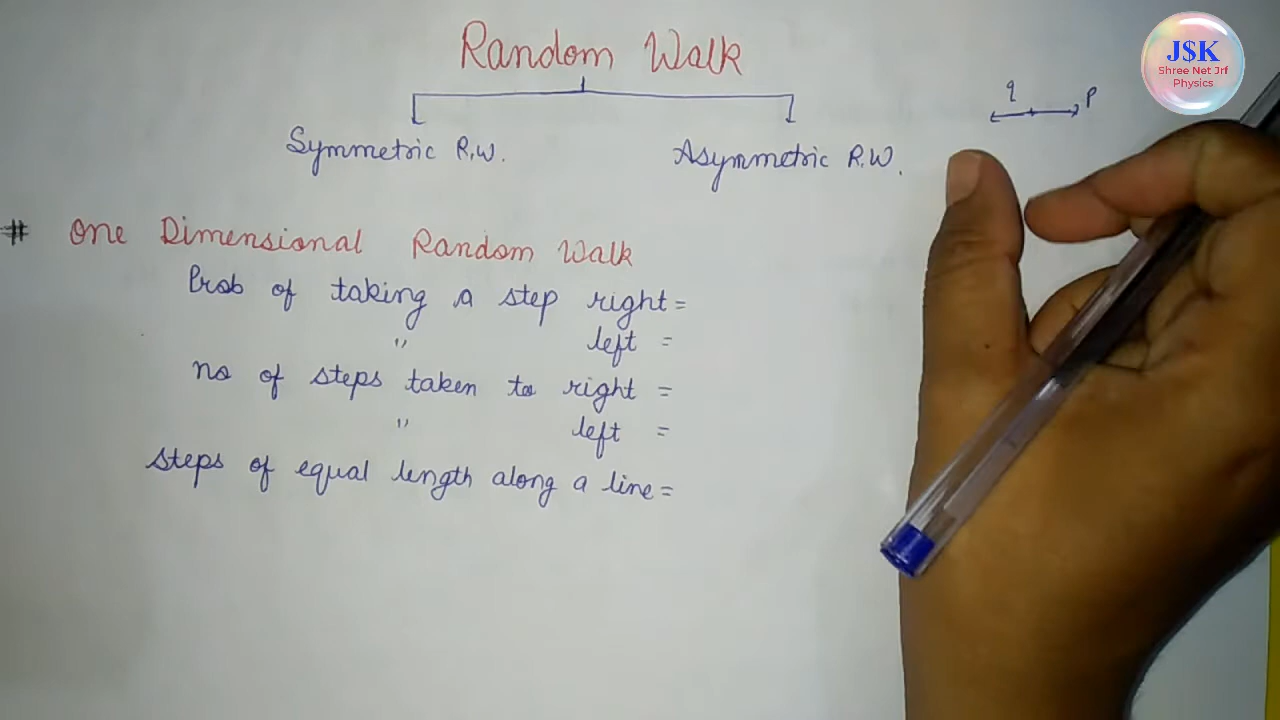 Random Walk
Symmetric R.W.
Asymmetric R.W.
q p
J$K
Shree Net Jrf
Physics
# One Dimensional Random Walk
Prob of taking a step right =
" left =
no of steps taken to right =
" left =
Steps of equal length along a line =